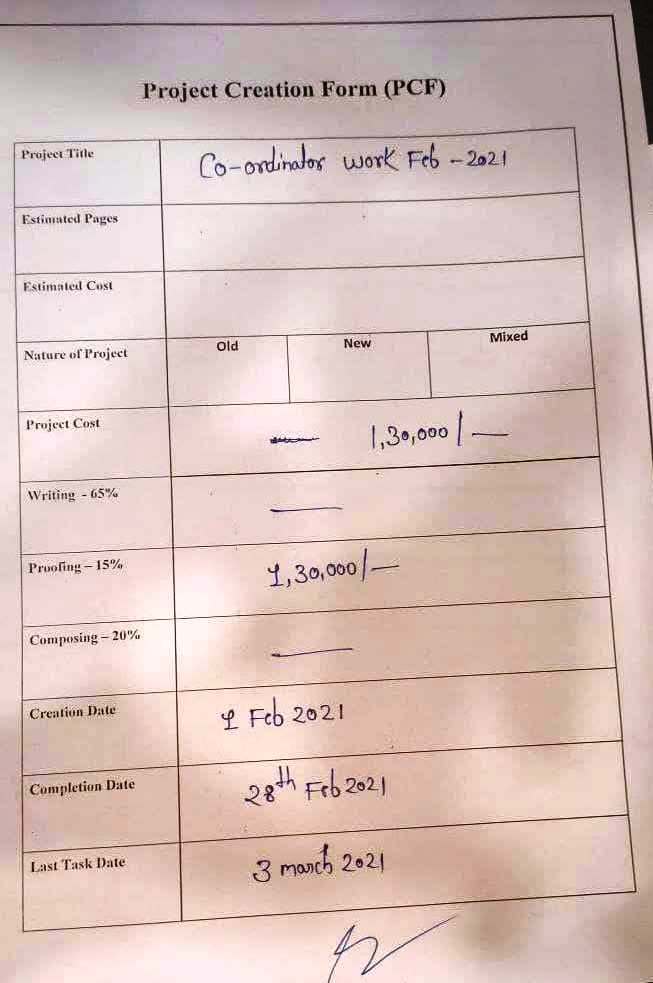 Project Creation Form (PCF)
Project Title Co-ordinator work Feb - 2021
Estimated Pages
Estimated Cost
Nature of Project Old New Mixed
Project Cost — 1,30,000/—
Writing - 65% —
Proofing – 15% 1,30,000/—
Composing – 20% —
Creation Date 1 Feb 2021
Completion Date 28th Feb 2021
Last Task Date 3 march 2021